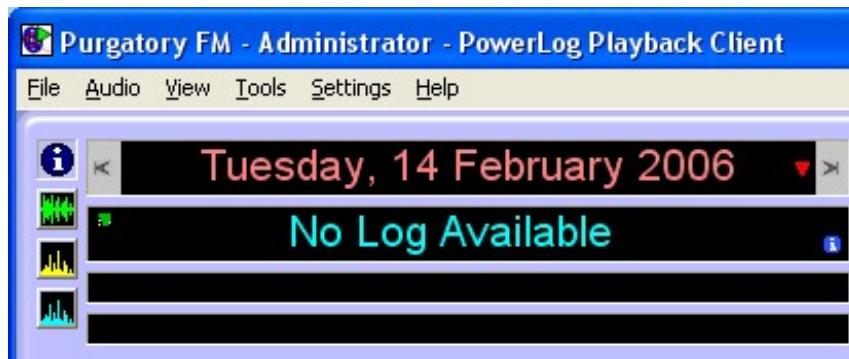 Purgatory FM - Administrator - PowerLog Playback Client
File Audio View Tools Settings Help
Tuesday, 14 February 2006
No Log Available